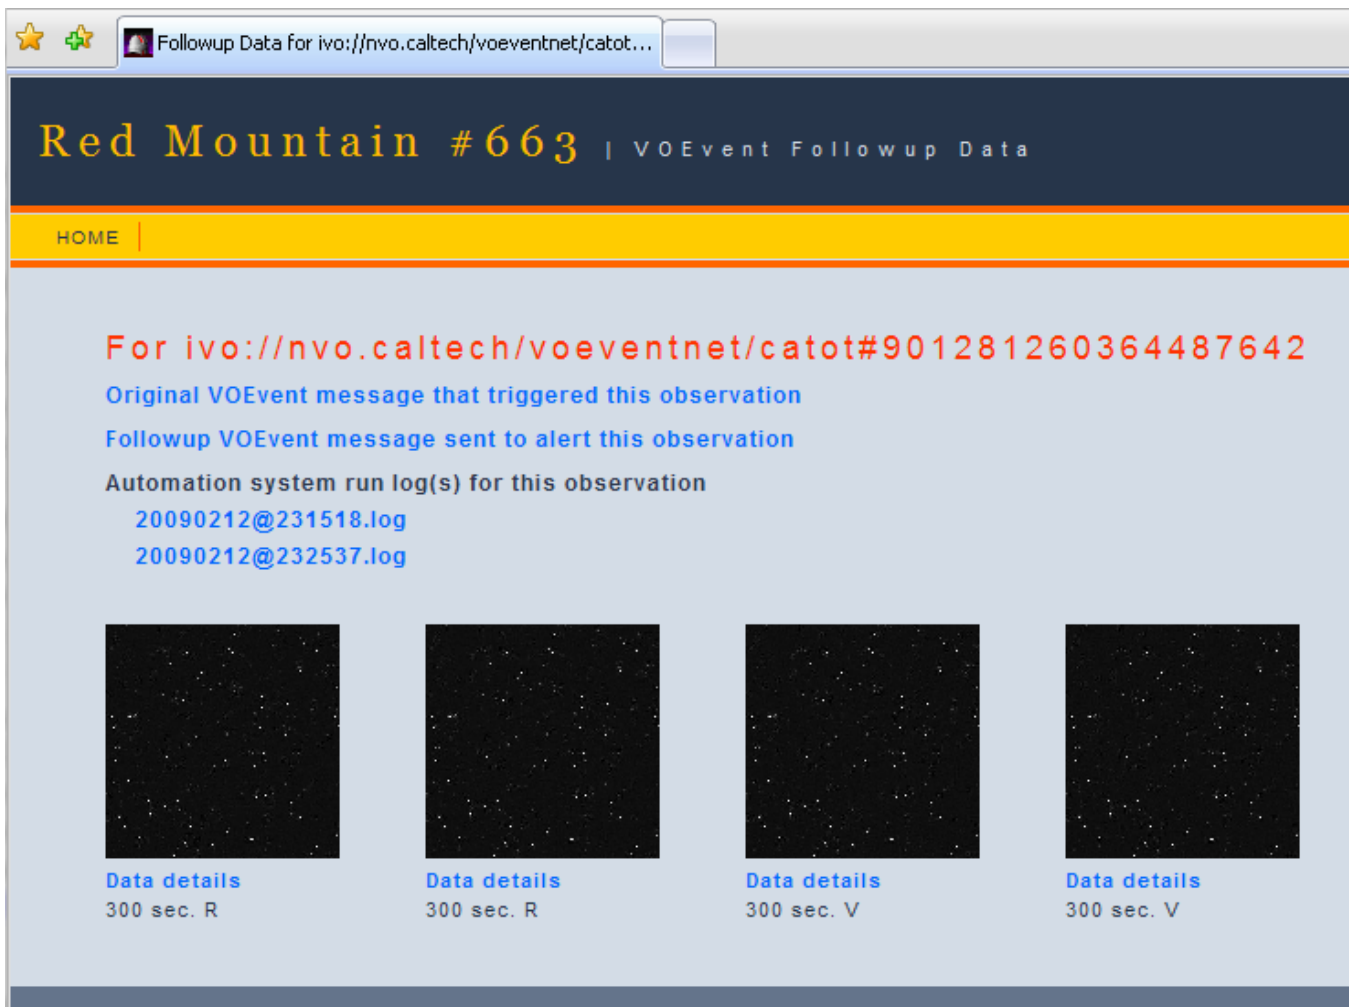 Followup Data for ivo://nvo.caltech/voeventnet/catot...
Red Mountain #663 | VOEvent Followup Data
HOME
For ivo://nvo.caltech/voeventnet/catot#901281260364487642
Original VOEvent message that triggered this observation
Followup VOEvent message sent to alert this observation
Automation system run log(s) for this observation
20090212@231518.log
20090212@232537.log
Data details Data details Data details Data details
300 sec. R 300 sec. R 300 sec. V 300 sec. V